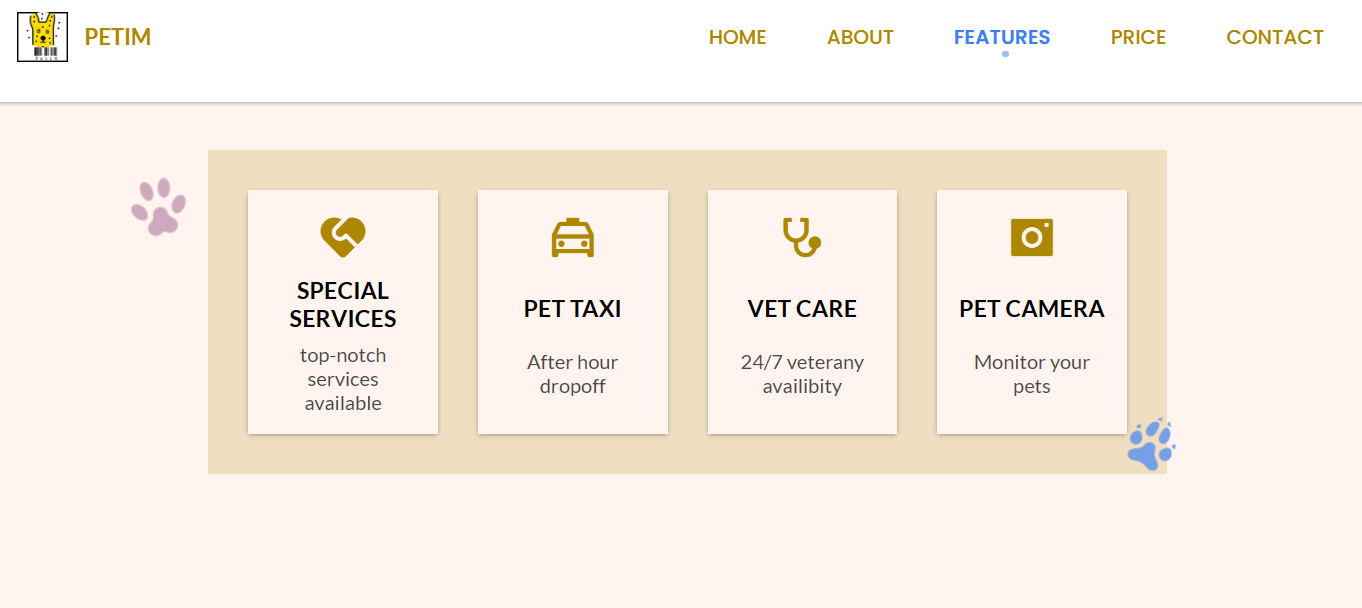 PETIM
HOME ABOUT FEATURES PRICE CONTACT
SPECIAL
SERVICES
top-notch
services
available
PET TAXI
After hour
dropoff
VET CARE
24/7 veterany
availibity
PET CAMERA
Monitor your
pets